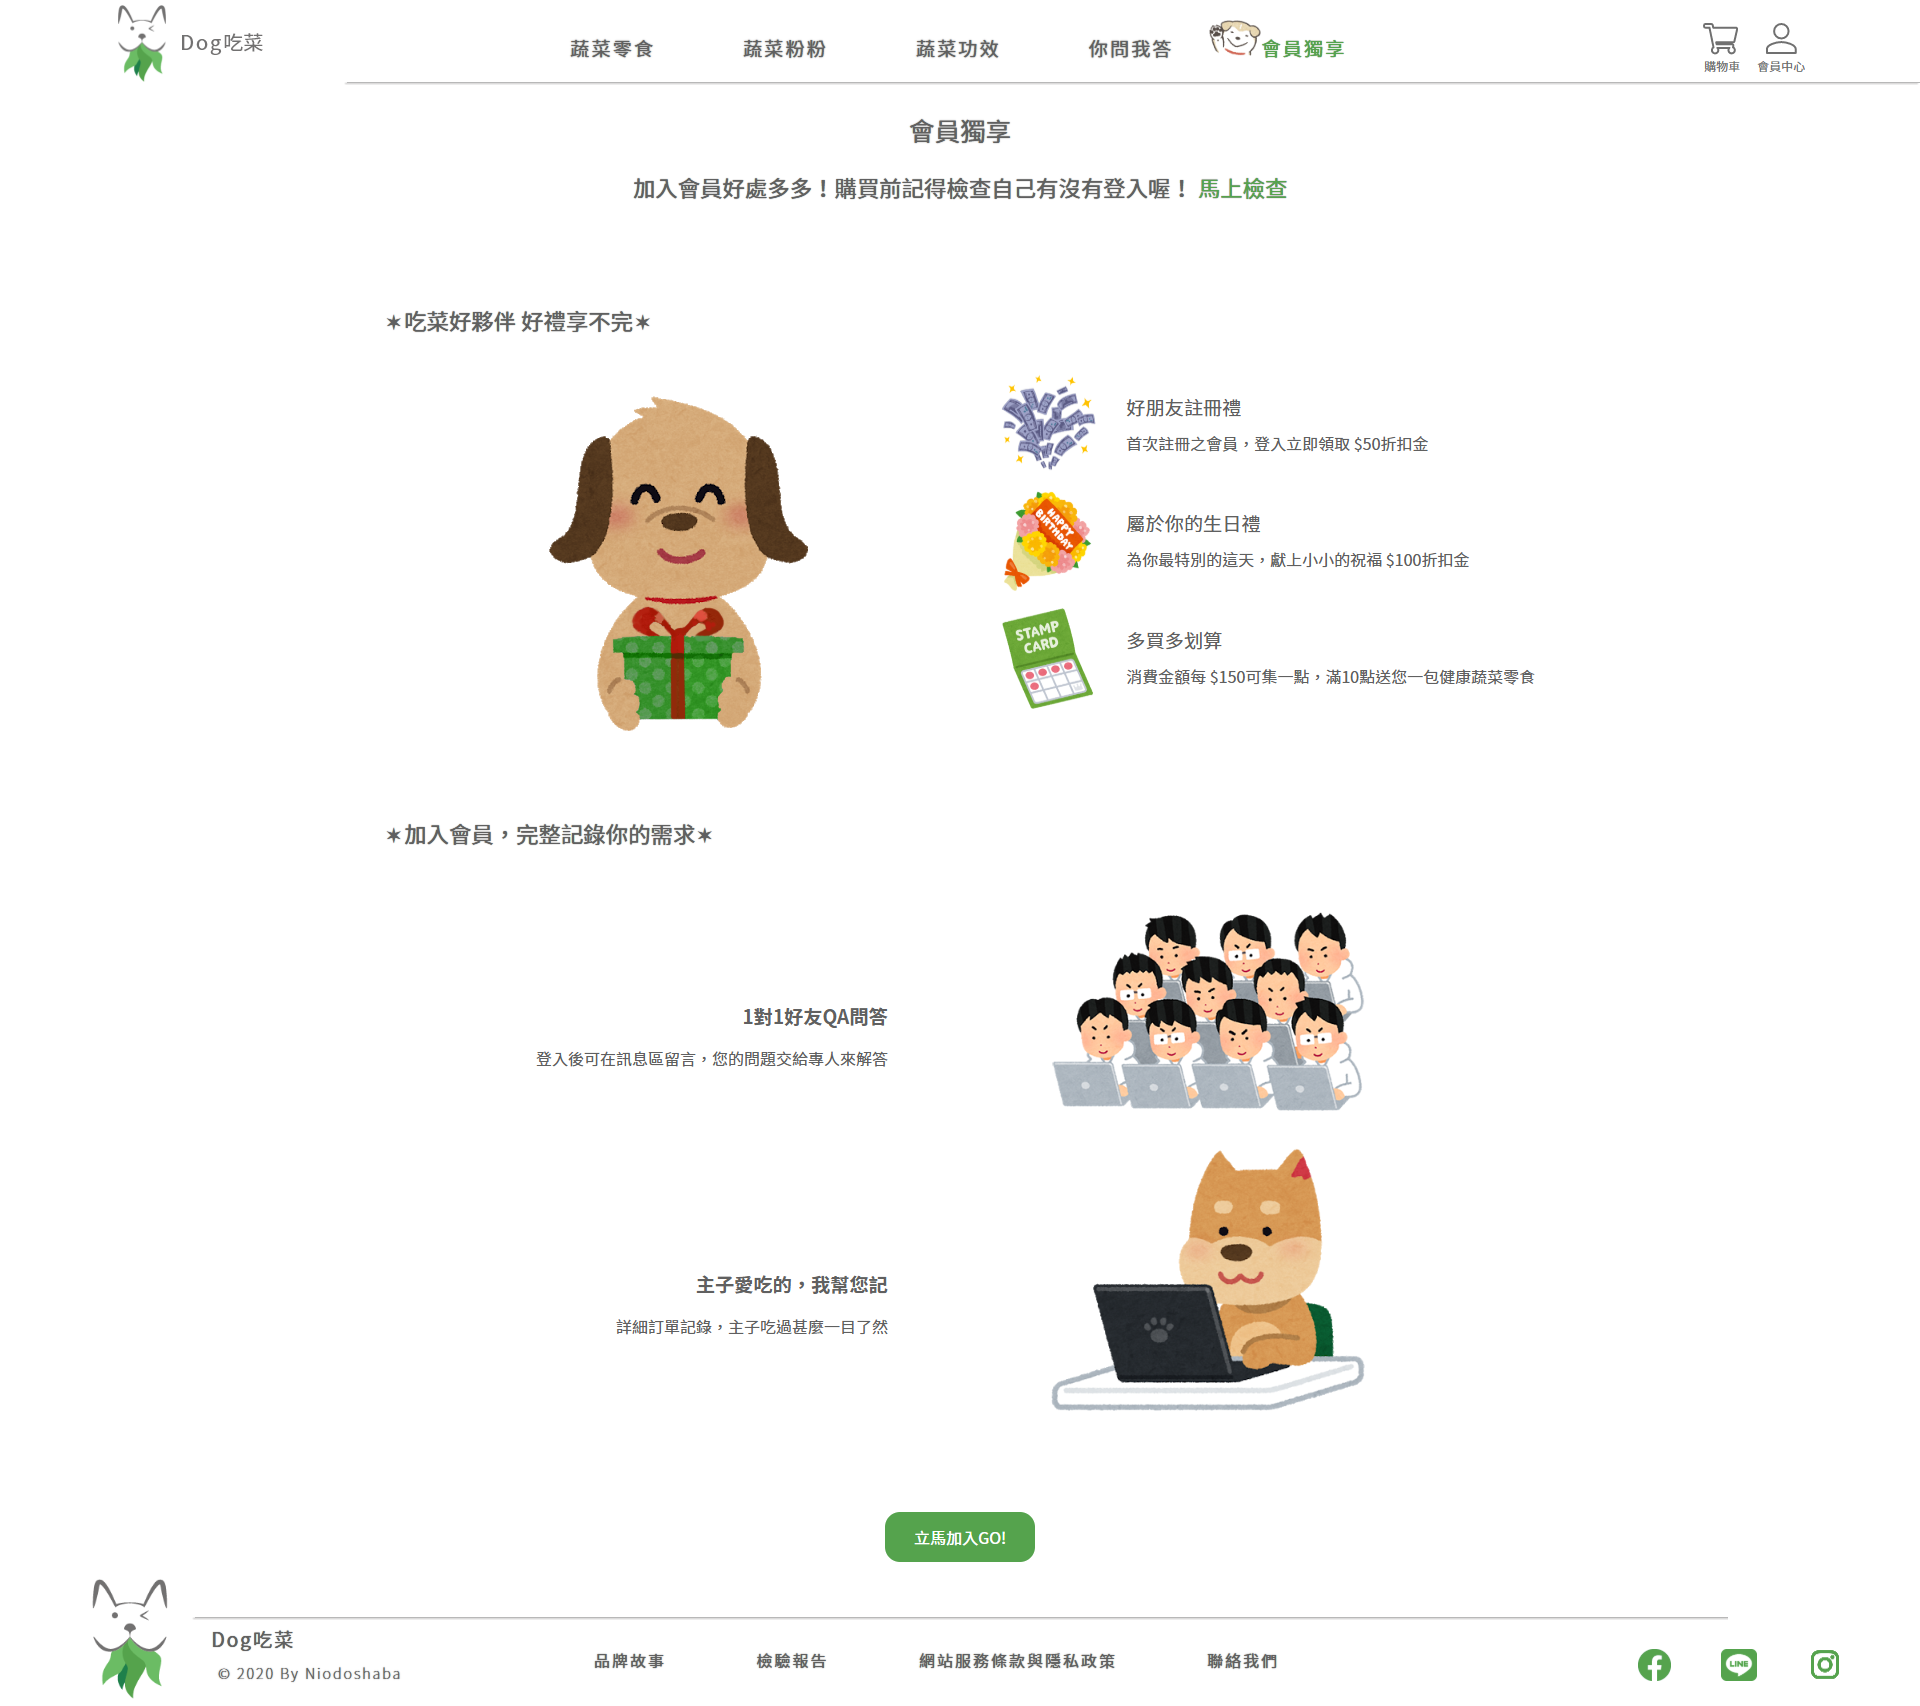 Dog吃菜
蔬菜零食
蔬菜粉粉
蔬菜功效
你問我答
會員獨享
購物車
會員中心
會員獨享
加入會員好處多多！購買前記得檢查自己有沒有登入喔！ 馬上檢查
✶吃菜好夥伴 好禮享不完✶
好朋友註冊禮
首次註冊之會員，登入立即領取 $50折扣金
HAPPY
BIRTHDAY
屬於你的生日禮
為你最特別的這天，獻上小小的祝福 $100折扣金
STAMP
CARD
多買多划算
消費金額每 $150可集一點，滿10點送您一包健康蔬菜零食
✶加入會員，完整記錄你的需求✶
1對1好友QA問答
登入後可在訊息區留言，您的問題交給專人來解答
主子愛吃的，我幫您記
詳細訂單記錄，主子吃過甚麼一目了然
立馬加入GO!
Dog吃菜
© 2020 By Niodoshaba
品牌故事
檢驗報告
網站服務條款與隱私政策
聯絡我們
LINE